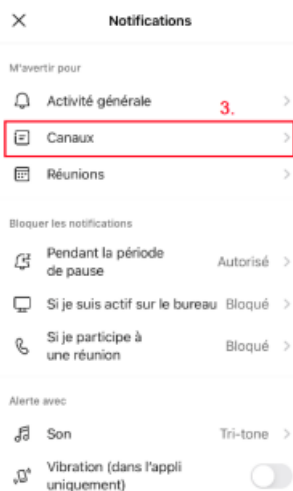 Notifications
M'avertir pour
Activité générale
3.
Canaux
Réunions
Bloquer les notifications
Pendant la période
de pause
Autorisé
Si je suis actif sur le bureau Bloqué
Si je participe à
une réunion
Bloqué
Alerte avec
Son Tri-tone
Vibration (dans l'appli
uniquement)